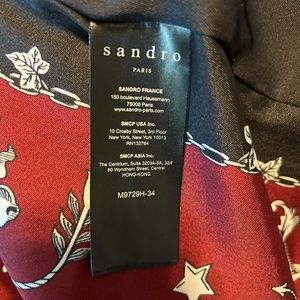 sandro
PARIS
SANDRO FRANCE
150 boulevard Haussmann
75008 Paris
www.sandro-paris.com
SMCP USA Inc.
10 Crosby Street, 3rd Floor
New York, New York 10013
RN132784
SMCP ASIA Inc.
The Centrium, Suite 3203A-5A, 32/F
60 Wyndham Street, Central
HONG-KONG
M9729H-34